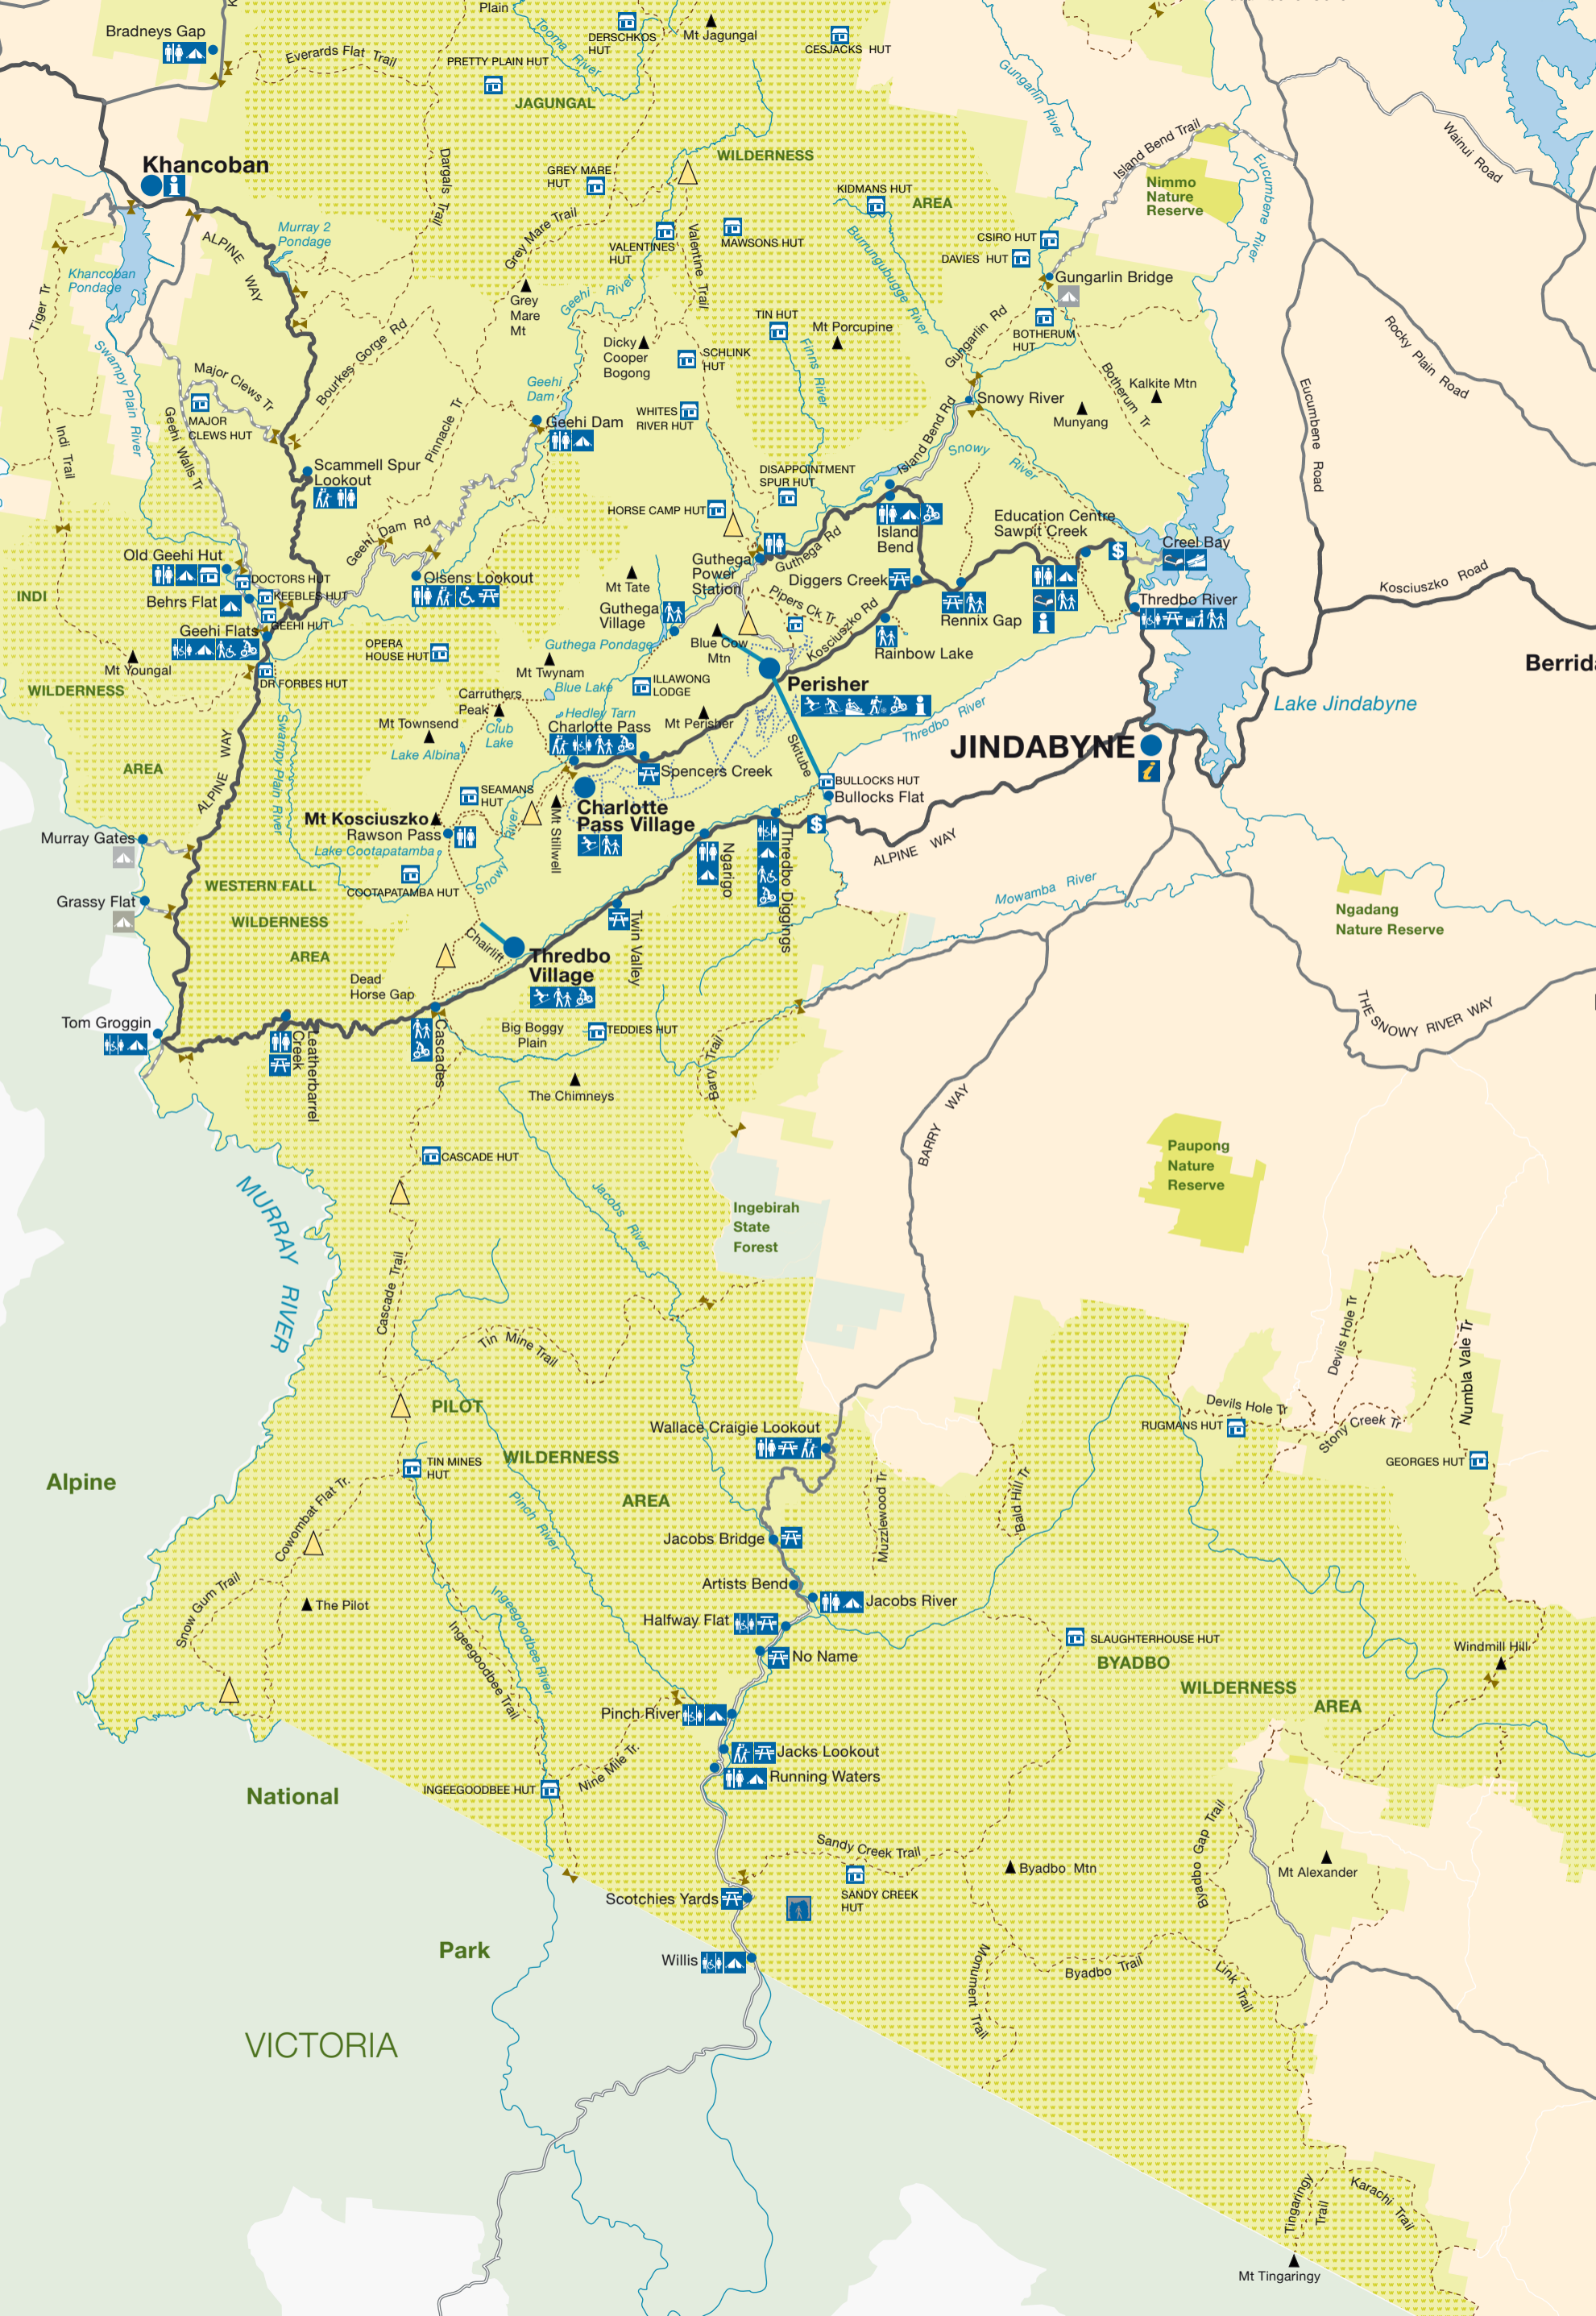 Plain
Bradneys Gap
Everards Flat Trail
Tooma River
DERSCHKOS
HUT
Mt Jagungal
CESJACKS HUT
PRETTY PLAIN HUT
JAGUNGAL
Gungarlin River
Island Bend Trail
Wainui Road
Khancoban
Dargals Trail
GREY MARE
HUT
WILDERNESS
KIDMANS HUT
AREA
Nimmo
Nature
Reserve
Eucumbene River
Murray 2
Pondage
ALPINE WAY
Khancoban
Pondage
Grey Mare Trail
VALENTINES
HUT
MAWSONS HUT
Valentine Trail
Burrungubugge River
CSIRO HUT
DAVIES HUT
Gungarlin Bridge
Tiger Tr
Grey
Mare
Mt
Geehi River
TIN HUT
Mt Porcupine
Gungarlin Rd
BOTHERUM
HUT
Rocky Plain Road
Swampy Plain River
Major Clews Tr
Bourkes Gorge Rd
Dicky
Cooper
Bogong
SCHLINK
HUT
Finns River
Botherum Tr
Kalkite Mtn
Munyang
Eucumbene Road
MAJOR
CLEWS HUT
Geehi Walls Tr
Indi Trail
Pinnacle Tr
Geehi
Dam
Geehi Dam
WHITES
RIVER HUT
Snowy River
Island Bend Rd
Snowy River
Scammell Spur
Lookout
DISAPPOINTMENT
SPUR HUT
HORSE CAMP HUT
Geehi Dam Rd
Island
Bend
Education Centre
Sawpit Creek
$
Creel Bay
Old Geehi Hut
DOCTORS HUT
INDI
Behrs Flat
KEEBLES HUT
Olsens Lookout
Mt Tate
Guthega
Power
Station
Guthega Rd
Diggers Creek
Kosciuszko Road
Thredbo River
Geehi Flats
GEEHI HUT
Guthega
Village
Pipers Ck Tr
Kosciuszko Rd
Rennix Gap
Rainbow Lake
OPERA
HOUSE HUT
Guthega Pondage
Blue Cow
Mtn
Mt Youngal
WILDERNESS
DR FORBES HUT
Mt Twynam
Blue Lake
ILLAWONG
LODGE
Perisher
Berrid
Carruthers
Peak
Hedley Tarn
Mt Perisher
Thredbo River
Lake Jindabyne
Mt Townsend
Club
Lake
Charlotte Pass
Lake Albina
Skitube
JINDABYNE
AREA
Swampy Plain River
ALPINE WAY
Spencers Creek
SEAMANS
HUT
BULLOCKS HUT
Bullocks Flat
Charlotte
Pass Village
Mt Kosciuszko
Rawson Pass
Mt Stillwell
$
Murray Gates
Lake Cootapatamba
Snowy River
ALPINE WAY
Ngarigo
Thredbo Diggings
WESTERN FALL
COOTAPATAMBA HUT
Mowamba River
Grassy Flat
WILDERNESS
Ngadang
Nature Reserve
Twin Valley
Chairlift
AREA
Thredbo
Village
Dead
Horse Gap
THE SNOWY RIVER WAY
Tom Groggin
Leatherbarrel
Creek
Cascades
Big Boggy
Plain
TEDDIES HUT
Barry Trail
The Chimneys
BARRY WAY
CASCADE HUT
Paupong
Nature
Reserve
MURRAY RIVER
Jacobs River
Ingebirah
State
Forest
Cascade Trail
Tin Mine Trail
Devils Hole Tr
Numbla Vale Tr
PILOT
Devils Hole Tr
Stony Creek Tr
RUGMANS HUT
GEORGES HUT
Wallace Craigie Lookout
WILDERNESS
TIN MINES
HUT
Alpine
AREA
Pinch River
Muzzlewood Tr
Bald Hill Tr
Cowombat Flat Tr.
Jacobs Bridge
Artists Bend
Jacobs River
Snow Gum Trail
The Pilot
Ingeegoodbee River
Ingeegoodbee Trail
Halfway Flat
No Name
SLAUGHTERHOUSE HUT
BYADBO
WILDERNESS
AREA
Windmill Hill
Pinch River
Jacks Lookout
Running Waters
National
INGEEGOODBEE HUT
Nine Mile Tr.
Sandy Creek Trail
Byadbo Mtn
Byadbo Gap Trail
Mt Alexander
Scotchies Yards
SANDY CREEK
HUT
Park
Willis
Monument Trail
Byadbo Trail
Link Trail
VICTORIA
Tingaringy
Trail
Karachi Trail
Mt Tingaringy